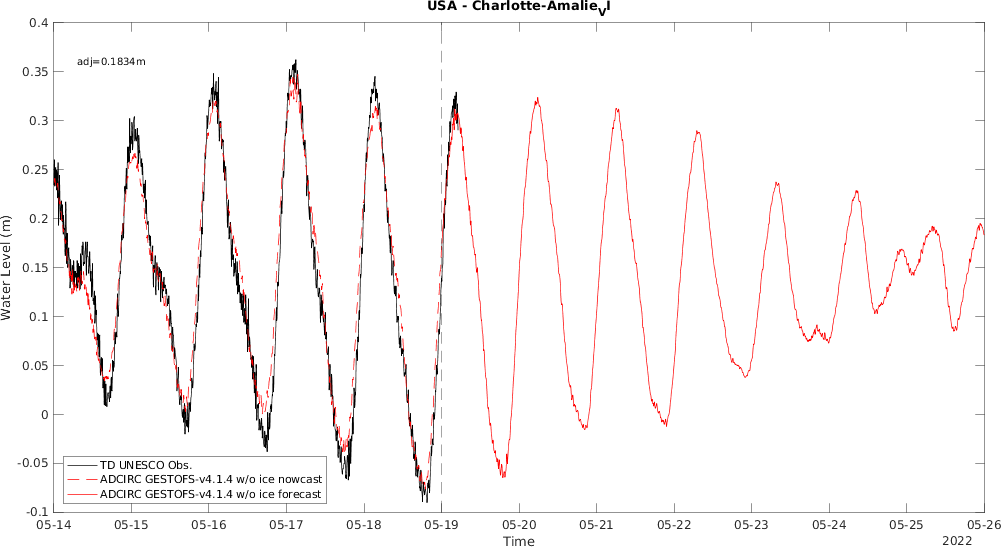 USA - Charlotte-Amalie_VI
adj=0.1834m
0.4
0.35
0.3
0.25
0.2
0.15
0.1
0.05
0
-0.05
-0.1
Water Level (m)
TD UNESCO Obs.
ADCIRC GESTOFS-v4.1.4 w/o ice nowcast
ADCIRC GESTOFS-v4.1.4 w/o ice forecast
05-14 05-15 05-16 05-17 05-18 05-19 05-20 05-21 05-22 05-23 05-24 05-25 05-26
Time
2022